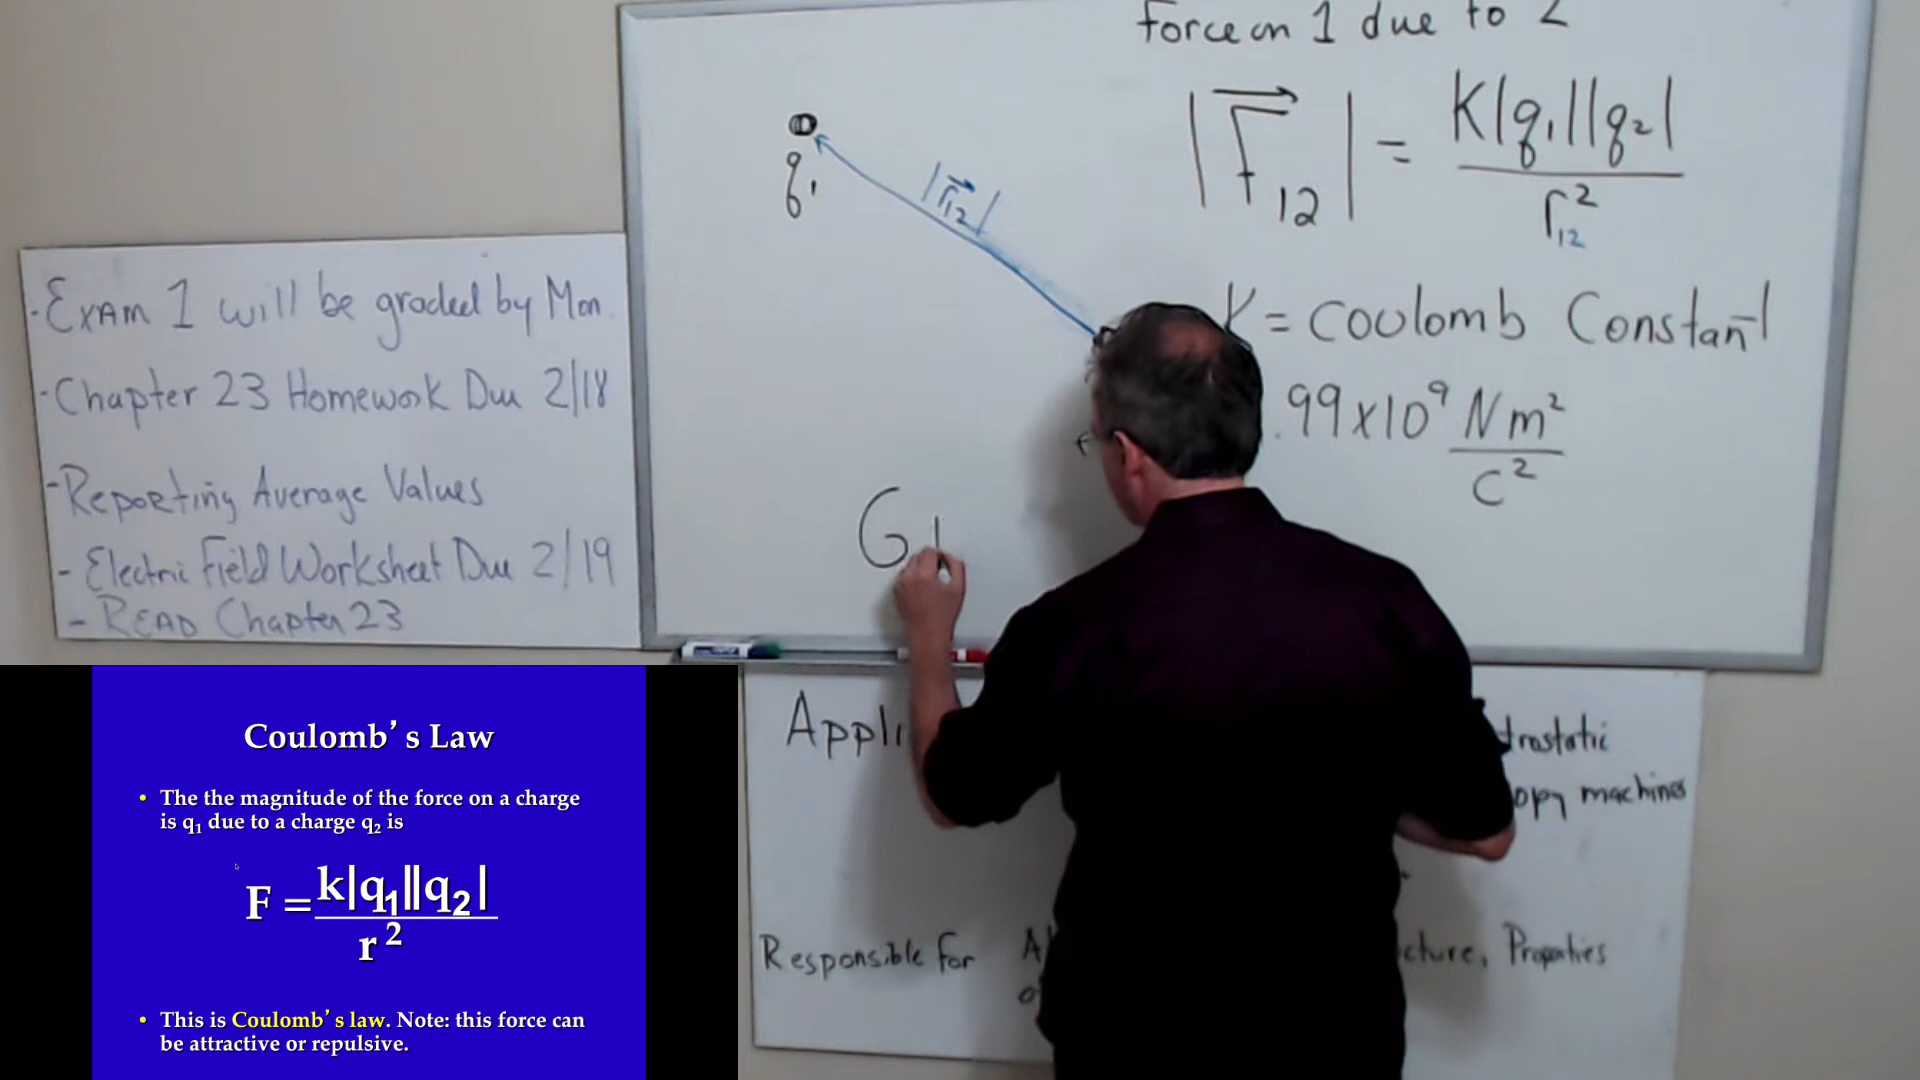 Force on 1 due to 2
|F₁₂| = K|q₁||q₂| / r₁₂²
q₁
|r₁₂|
K = Coulomb Constant
.99x10⁹ Nm² / C²
G
- Exam 1 will be graded by Mon.
- Chapter 23 Homework Due 2/18
- Reporting Average Values
- Electric Field Worksheet Due 2/19
- READ Chapter 23
Appli trostatic
opy machines
Responsible for A cture, Properties
o
Coulomb's Law
• The the magnitude of the force on a charge
is q₁ due to a charge q₂ is
F = k|q₁||q₂| / r²
• This is Coulomb's law. Note: this force can
be attractive or repulsive.